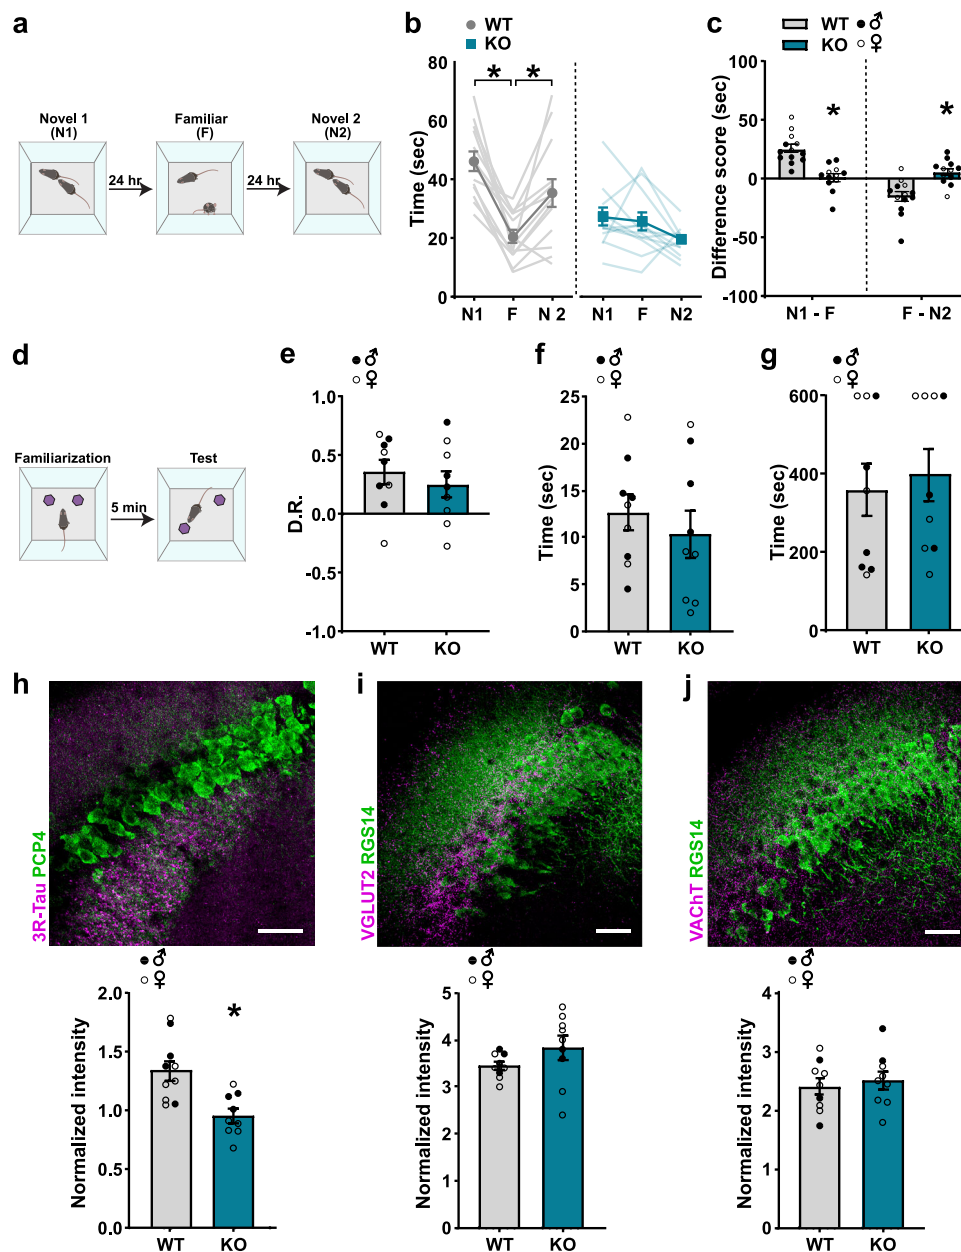 a
Novel 1
(N1)
Familiar
(F)
Novel 2
(N2)
24 hr
24 hr
b
WT
KO
Time (sec)
80
60
40
20
0
* *
N1 F N 2 N1 F N2
c
WT ♂
KO ♀
Difference score (sec)
100
50
0
-50
-100
* *
N1 - F F - N2
d
Familiarization
Test
5 min
e
♂
♀
D.R.
1.0
0.5
0.0
-0.5
-1.0
WT KO
f
♂
♀
Time (sec)
25
20
15
10
5
0
WT KO
g
♂
♀
Time (sec)
600
400
200
0
WT KO
h
3R-Tau PCP4
♂
♀
Normalized intensity
2.0
1.5
1.0
0.5
0.0
*
WT KO
i
VGLUT2 RGS14
♂
♀
Normalized intensity
5
4
3
2
1
0
WT KO
j
VAChT RGS14
♂
♀
Normalized intensity
4
3
2
1
0
WT KO